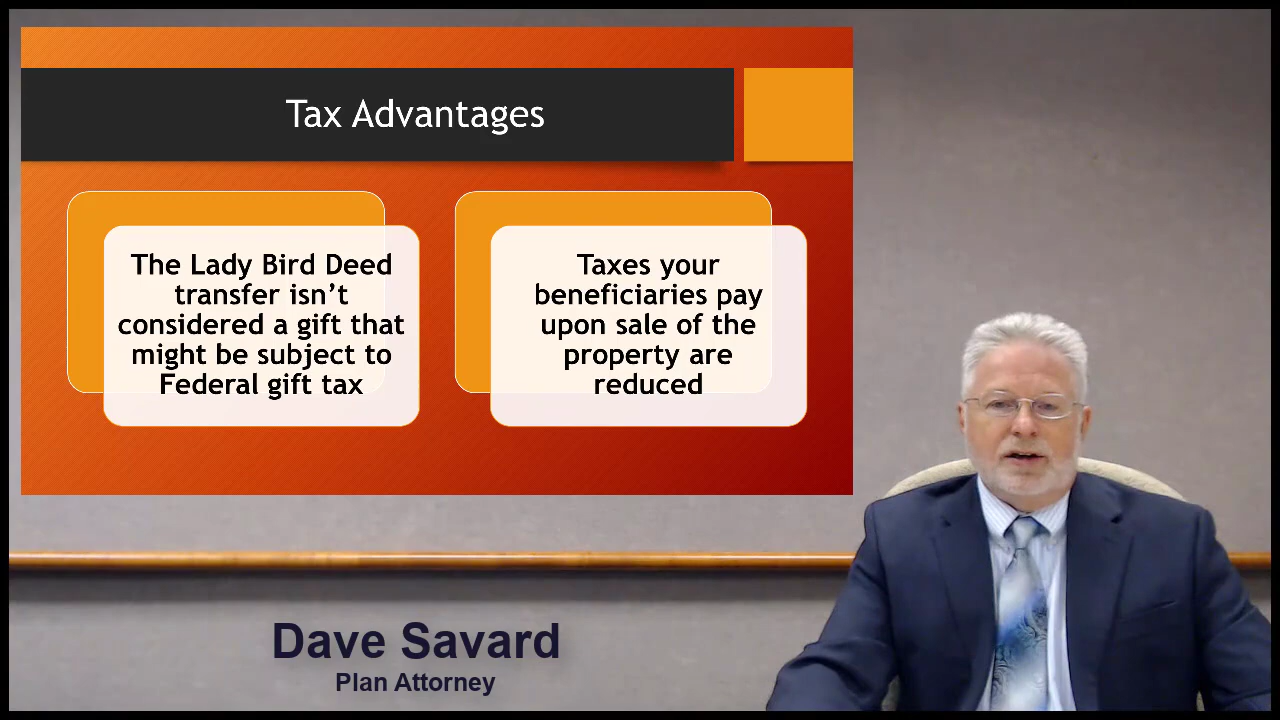 Tax Advantages
The Lady Bird Deed
transfer isn’t
considered a gift that
might be subject to
Federal gift tax
Taxes your
beneficiaries pay
upon sale of the
property are
reduced
Dave Savard
Plan Attorney